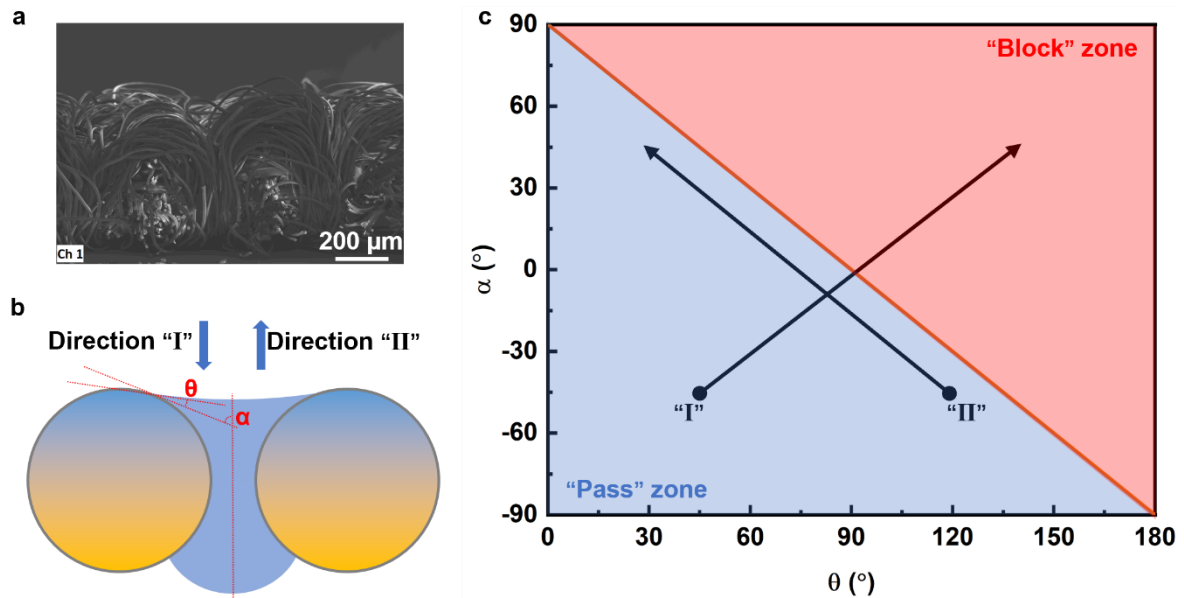 a
Ch 1
200 µm
b
Direction “I”
Direction “II”
θ
α
c
α (°)
90
60
30
0
-30
-60
-90
“Block” zone
“I”
“II”
“Pass” zone
0
30
60
90
120
150
180
θ (°)